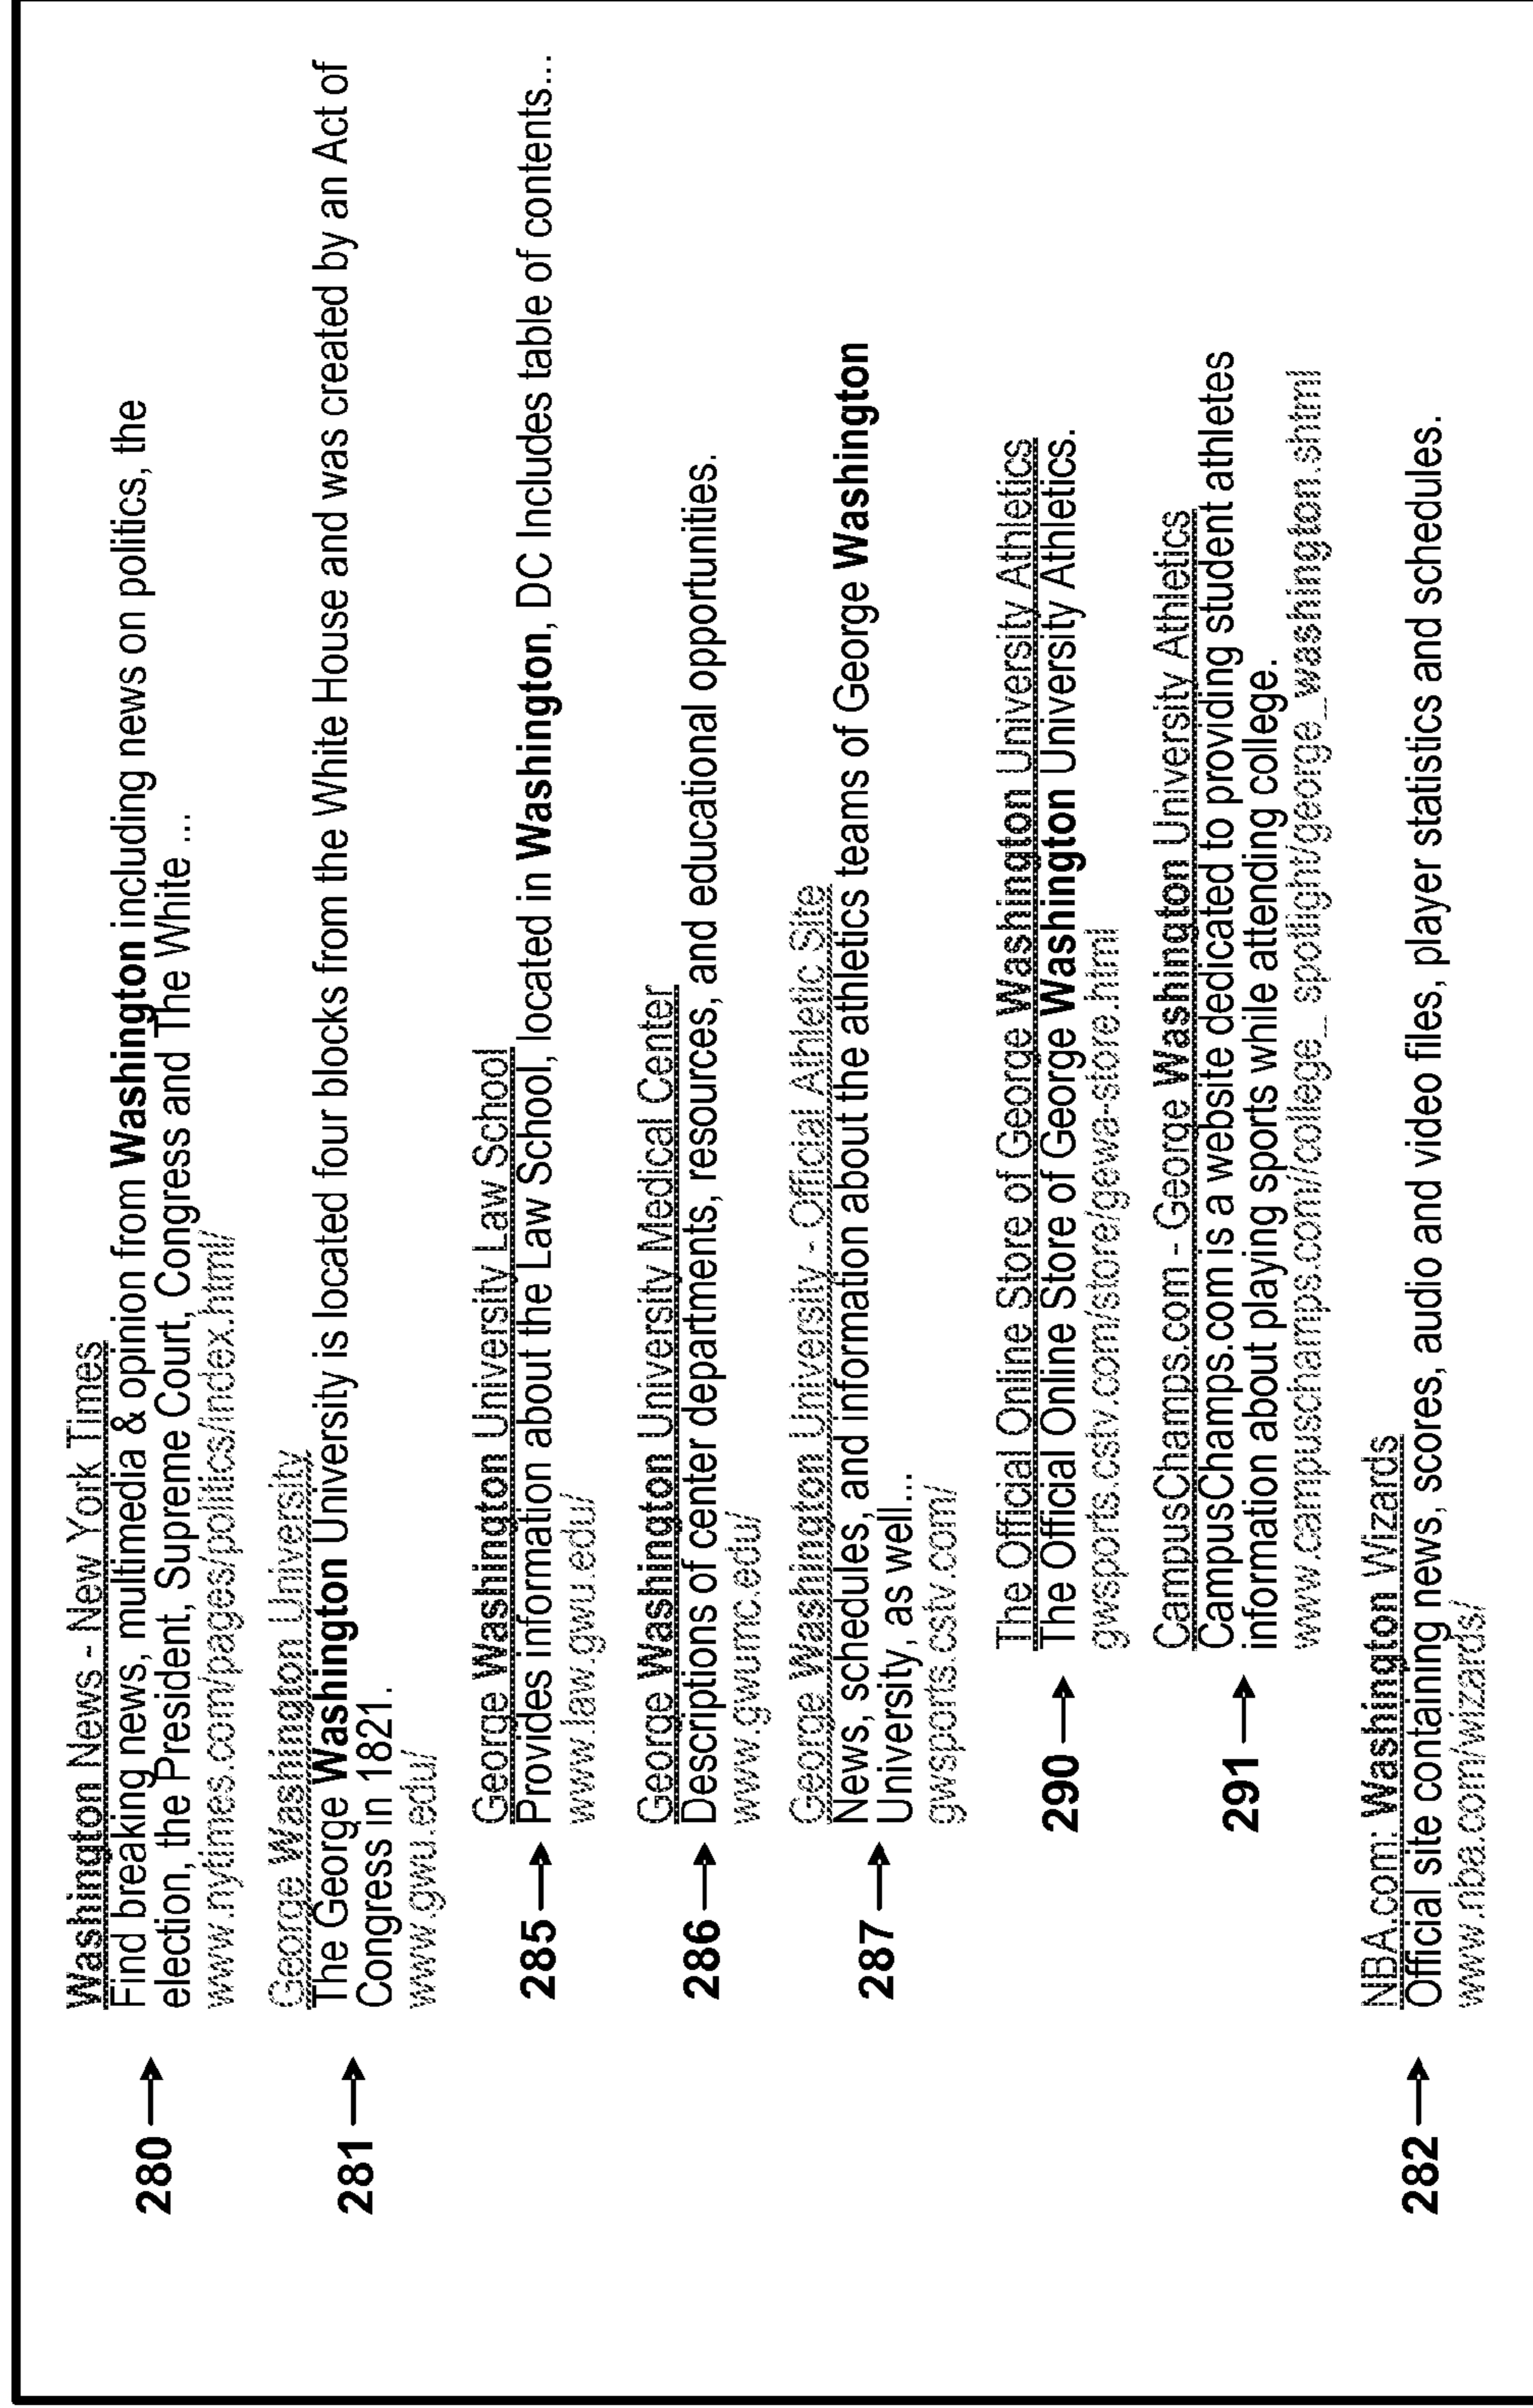 Washington News - New York Times
280 Find breaking news, multimedia & opinion from Washington including news on politics, the
election, the President, Supreme Court, Congress and The White ...
www.nytimes.com/pages/politics/index.html/
George Washington University
281 The George Washington University is located four blocks from the White House and was created by an Act of
Congress in 1821.
www.gwu.edu/
George Washington University Law School
285 Provides information about the Law School, located in Washington, DC Includes table of contents...
www.law.gwu.edu/
George Washington University Medical Center
286 Descriptions of center departments, resources, and educational opportunities.
www.gwumc.edu/
George Washington University - Official Athletic Site
287 News, schedules, and information about the athletics teams of George Washington
University, as well...
gwsports.cstv.com/
The Official Online Store of George Washington University Athletics
290 The Official Online Store of George Washington University Athletics.
gwsports.cstv.com/store/gewa-store.html
CampusChamps.com - George Washington University Athletics
291 CampusChamps.com is a website dedicated to providing student athletes
information about playing sports while attending college.
www.campuschamps.com//college_ spotlight/george_washington.shtml
NBA.com: Washington Wizards
282 Official site containing news, scores, audio and video files, player statistics and schedules.
www.nba.com/wizards/